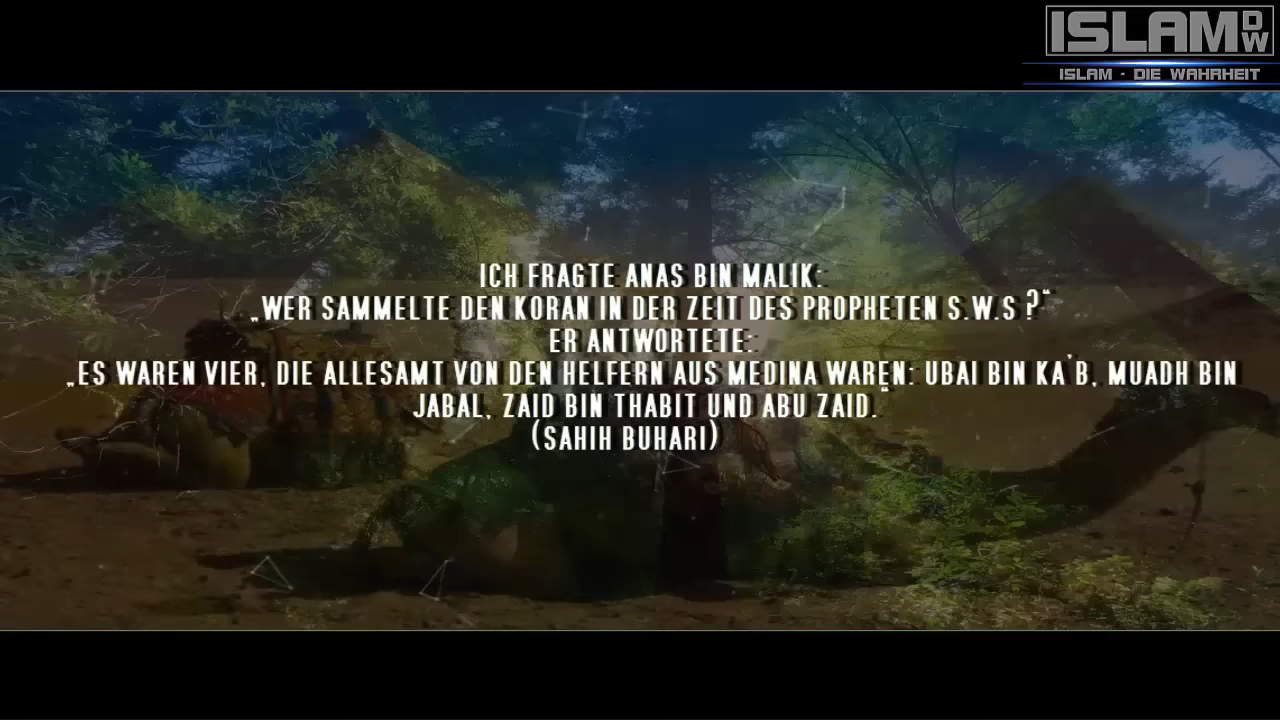 ISLAM DW
ISLAM - DIE WAHRHEIT
ICH FRAGTE ANAS BIN MALIK:
„WER SAMMELTE DEN KORAN IN DER ZEIT DES PROPHETEN S.W.S ?“
ER ANTWORTETE:
„ES WAREN VIER, DIE ALLESAMT VON DEN HELFERN AUS MEDINA WAREN: UBAI BIN KA'B, MUADH BIN
JABAL, ZAID BIN THABIT UND ABU ZAID.“
(SAHIH BUHARI)